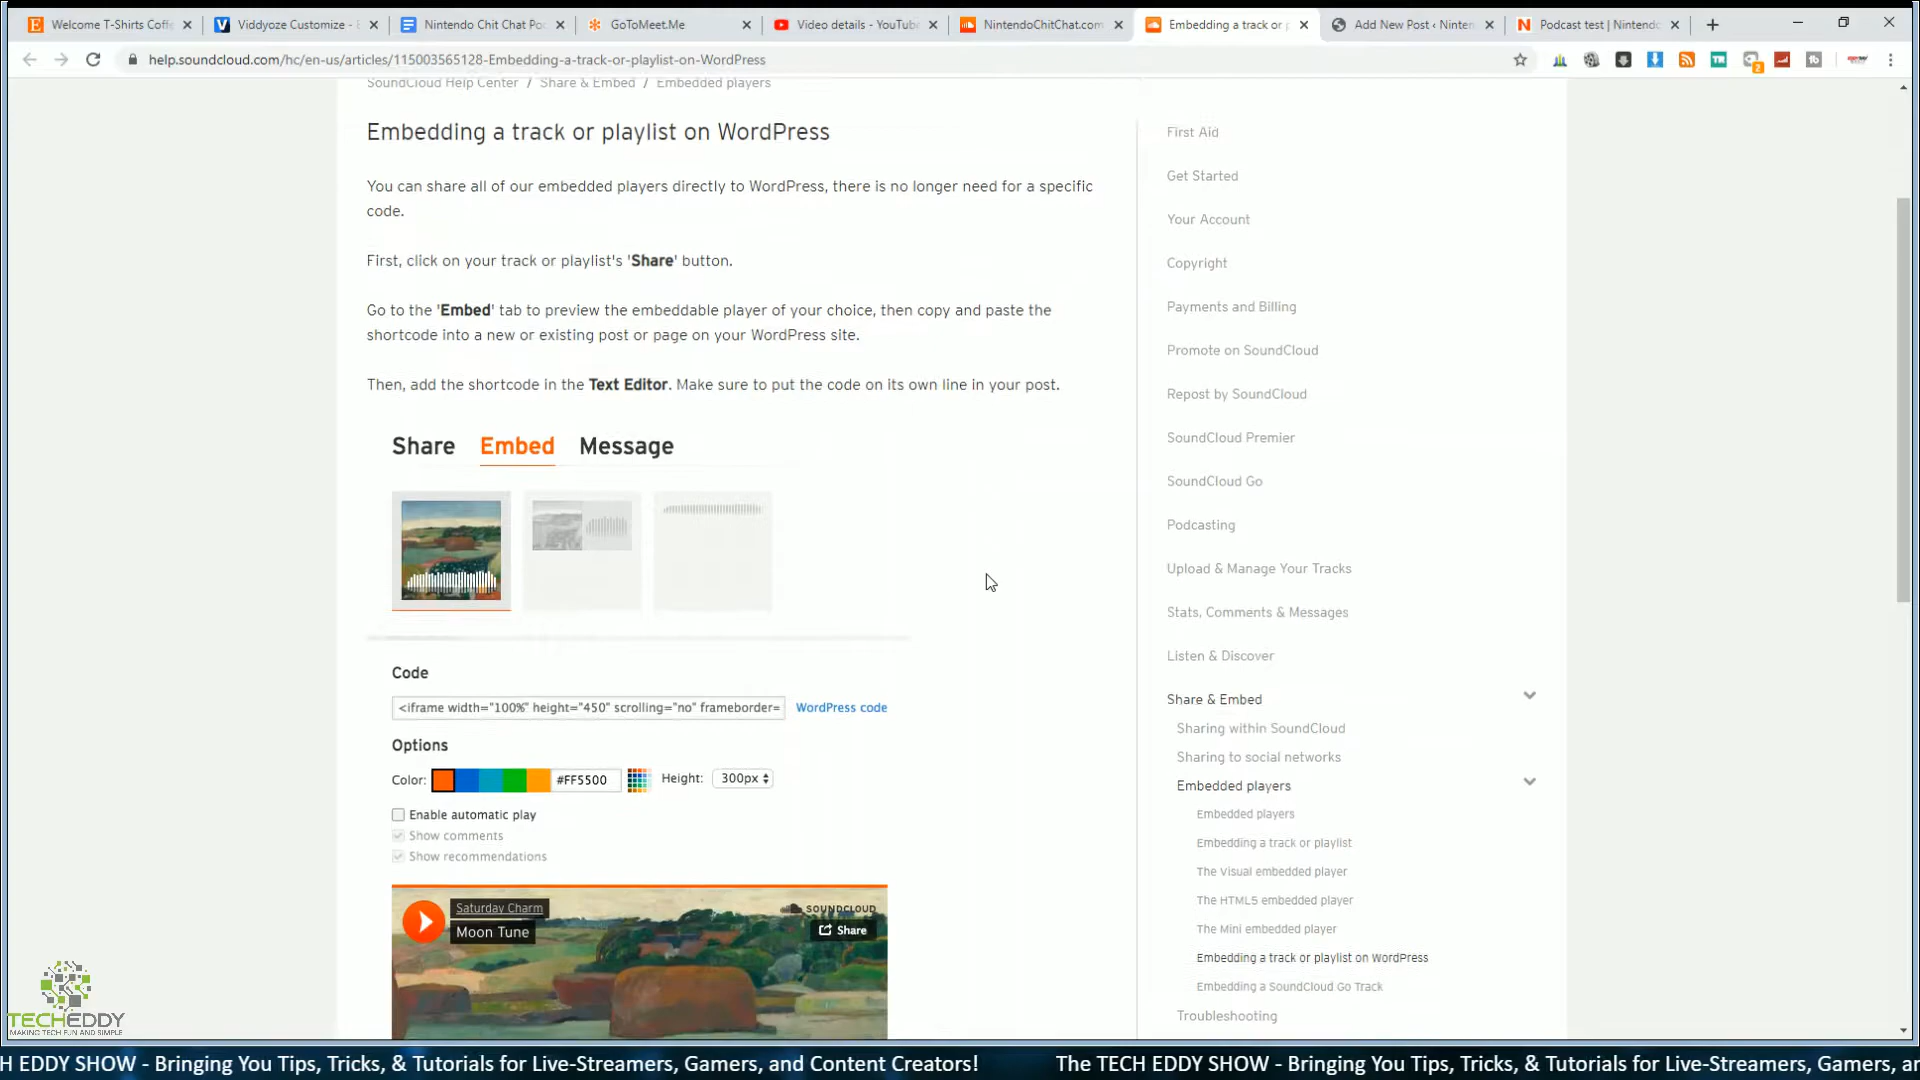 Welcome T-Shirts Coff
Viddyoze Customize - E
Nintendo Chit Chat Poc
GoToMeet.Me
Video details - YouTube
NintendoChitChat.com
Embedding a track or p
Add New Post ‹ Ninten
Podcast test | Nintendo
help.soundcloud.com/hc/en-us/articles/115003565128-Embedding-a-track-or-playlist-on-WordPress
SoundCloud Help Center / Share & Embed / Embedded players
Embedding a track or playlist on WordPress
You can share all of our embedded players directly to WordPress, there is no longer need for a specific
code.
First, click on your track or playlist's 'Share' button.
Go to the 'Embed' tab to preview the embeddable player of your choice, then copy and paste the
shortcode into a new or existing post or page on your WordPress site.
Then, add the shortcode in the Text Editor. Make sure to put the code on its own line in your post.
Share Embed Message
Code
<iframe width="100%" height="450" scrolling="no" frameborder=
WordPress code
Options
Color: #FF5500 Height: 300px
Enable automatic play
Show comments
Show recommendations
Saturday Charm
Moon Tune
SOUNDCLOUD
Share
First Aid
Get Started
Your Account
Copyright
Payments and Billing
Promote on SoundCloud
Repost by SoundCloud
SoundCloud Premier
SoundCloud Go
Podcasting
Upload & Manage Your Tracks
Stats, Comments & Messages
Listen & Discover
Share & Embed
Sharing within SoundCloud
Sharing to social networks
Embedded players
Embedded players
Embedding a track or playlist
The Visual embedded player
The HTML5 embedded player
The Mini embedded player
Embedding a track or playlist on WordPress
Embedding a SoundCloud Go Track
Troubleshooting
TECHEDDY
MAKING TECH FUN AND SIMPLE
CH EDDY SHOW - Bringing You Tips, Tricks, & Tutorials for Live-Streamers, Gamers, and Content Creators! The TECH EDDY SHOW - Bringing You Tips, Tricks, & Tutorials for Live-Streamers, Gamers, an